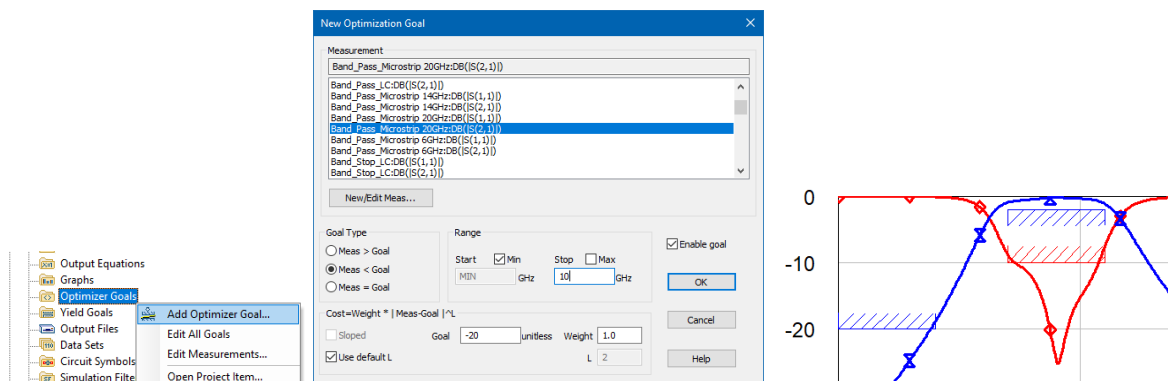 Output Equations
Graphs
Optimizer Goals
Yield Goals
Output Files
Data Sets
Circuit Symbols
Simulation Filte
Add Optimizer Goal...
Edit All Goals
Edit Measurements...
Open Project Item...
New Optimization Goal
Measurement
Band_Pass_Microstrip 20GHz:DB(|S(2,1)|)
Band_Pass_LC:DB(|S(2,1)|)
Band_Pass_Microstrip 14GHz:DB(|S(1,1)|)
Band_Pass_Microstrip 14GHz:DB(|S(2,1)|)
Band_Pass_Microstrip 20GHz:DB(|S(1,1)|)
Band_Pass_Microstrip 20GHz:DB(|S(2,1)|)
Band_Pass_Microstrip 6GHz:DB(|S(1,1)|)
Band_Pass_Microstrip 6GHz:DB(|S(2,1)|)
Band_Stop_LC:DB(|S(1,1)|)
Band_Stop_LC:DB(|S(2,1)|)
New/Edit Meas...
Goal Type
Meas > Goal
Meas < Goal
Meas = Goal
Range
Start Min Stop Max
MIN GHz 10 GHz
Enable goal
OK
Cost=Weight * | Meas-Goal |^L
Sloped Goal -20 unitless Weight 1.0
Use default L L 2
Cancel
Help
0
-10
-20